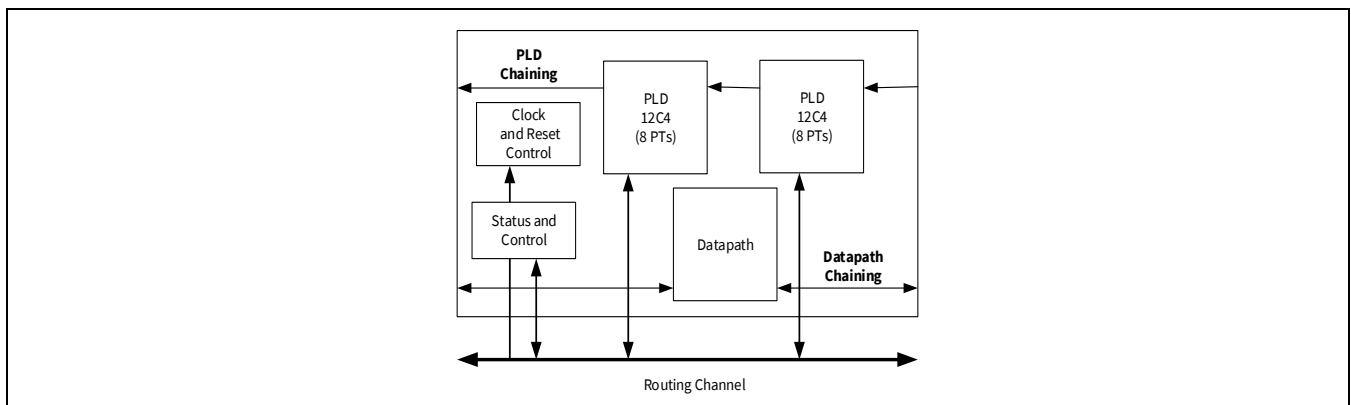 PLD
Chaining
PLD
12C4
(8 PTs)
PLD
12C4
(8 PTs)
Clock
and Reset
Control
Status and
Control
Datapath
Datapath
Chaining
Routing Channel